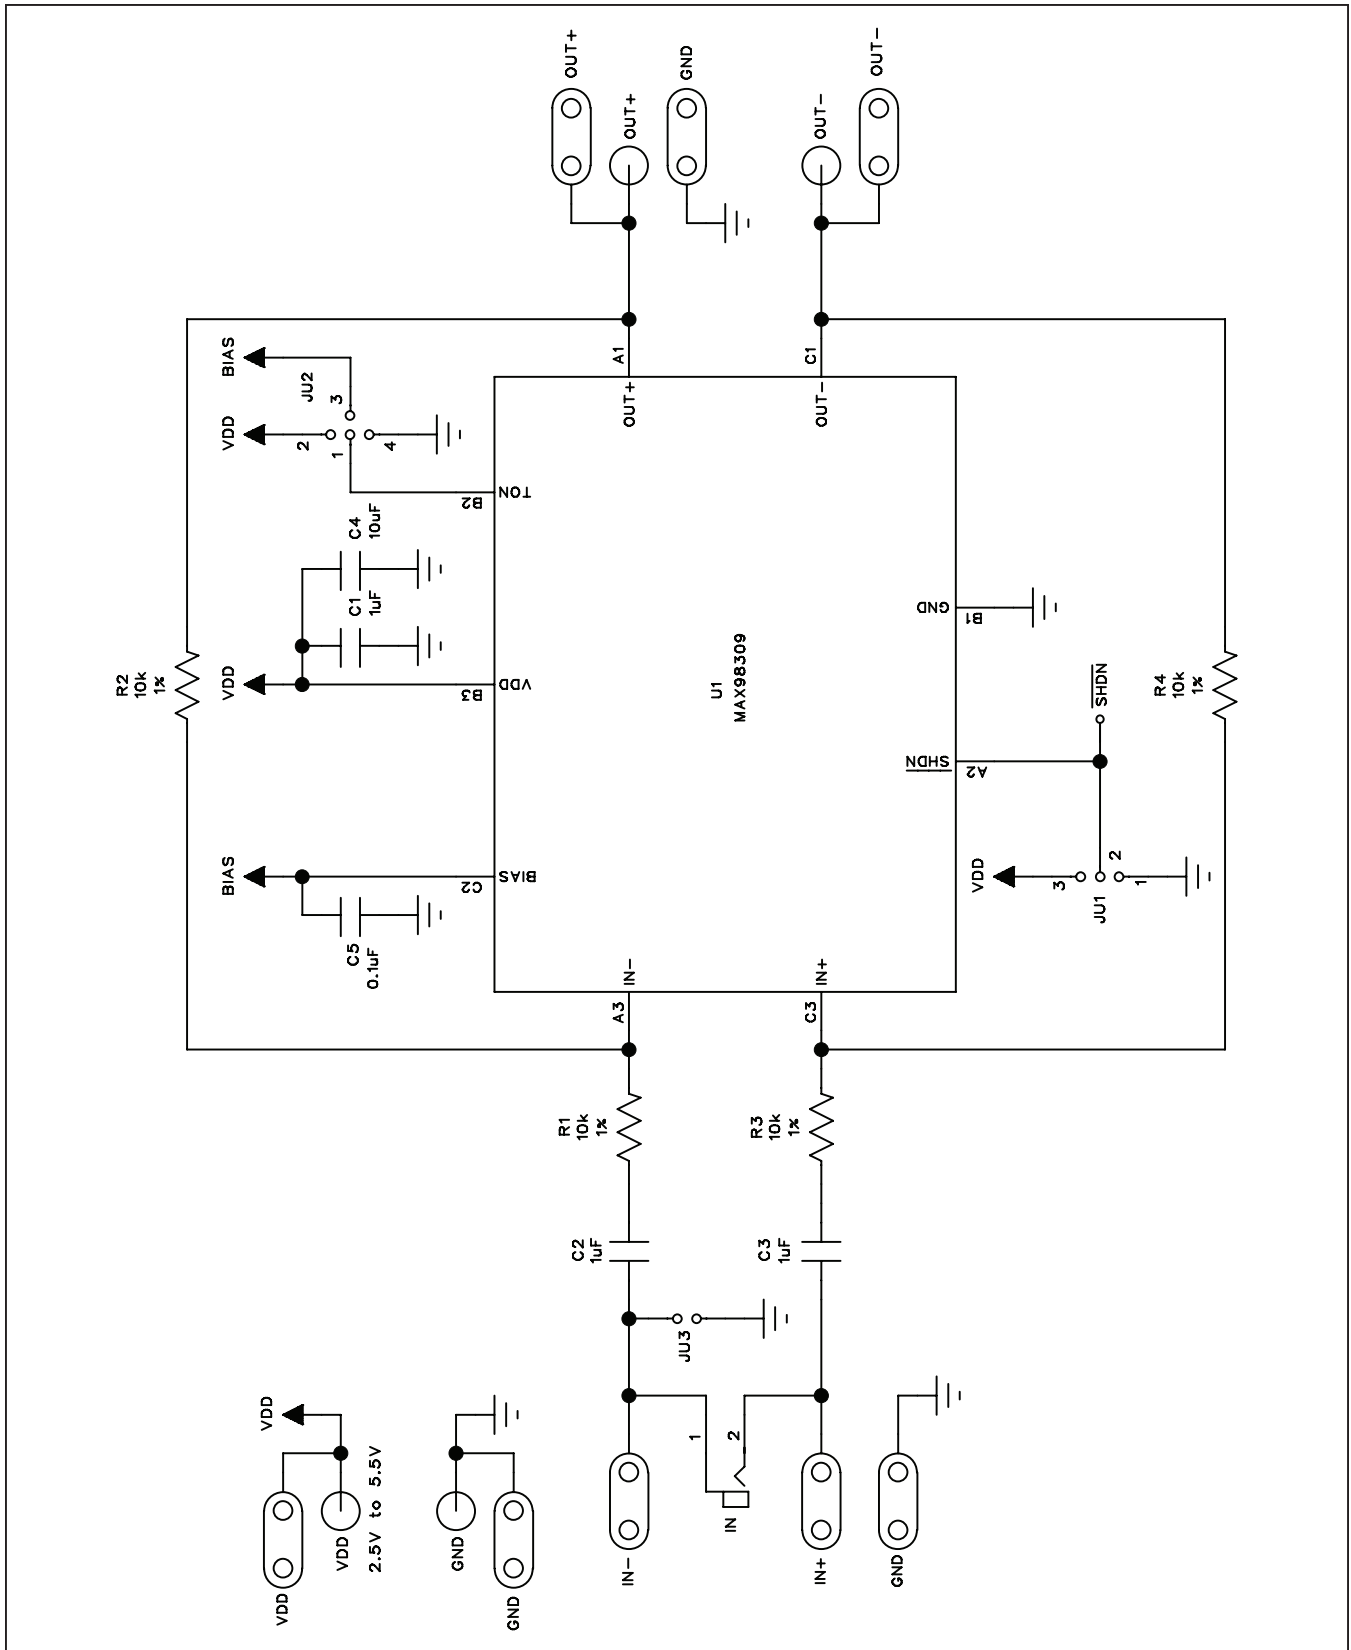 OUT+
OUT+
GND
OUT-
OUT-
BIAS
JU2
3
VDD
2
1
4
A1
OUT+
C1
OUT-
B2
TON
C4
10uF
C1
1uF
R2
10k
1%
VDD
B3
VDD
U1
MAX98309
GND
B1
SHDN
R4
10k
1%
SHDN
A2
BIAS
C2
BIAS
C5
0.1uF
VDD
3
2
1
JU1
IN-
A3
IN+
C3
R1
10k
1%
R3
10k
1%
C2
1uF
C3
1uF
JU3
VDD
VDD
VDD
2.5V to 5.5V
GND
GND
IN-
1
2
IN
IN+
GND